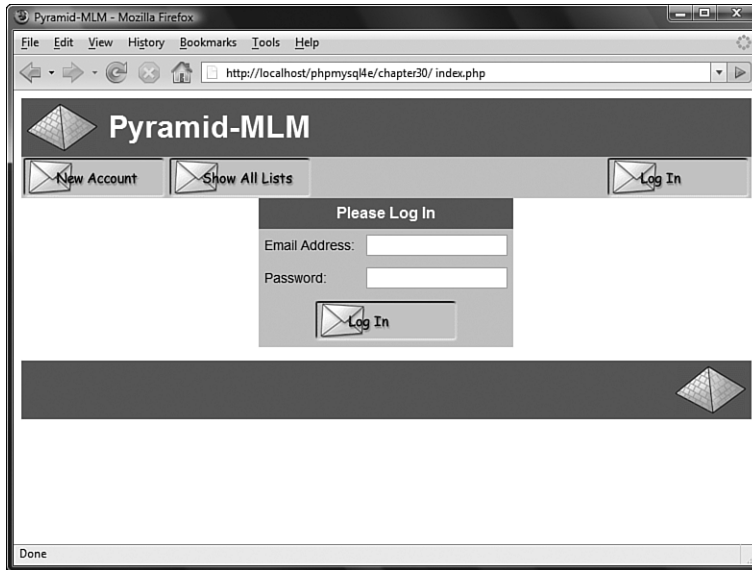 Pyramid-MLM - Mozilla Firefox
File Edit View History Bookmarks Tools Help
http://localhost/phpmysql4e/chapter30/ index.php
Pyramid-MLM
New Account Show All Lists Log In
Please Log In
Email Address:
Password:
Log In
Done